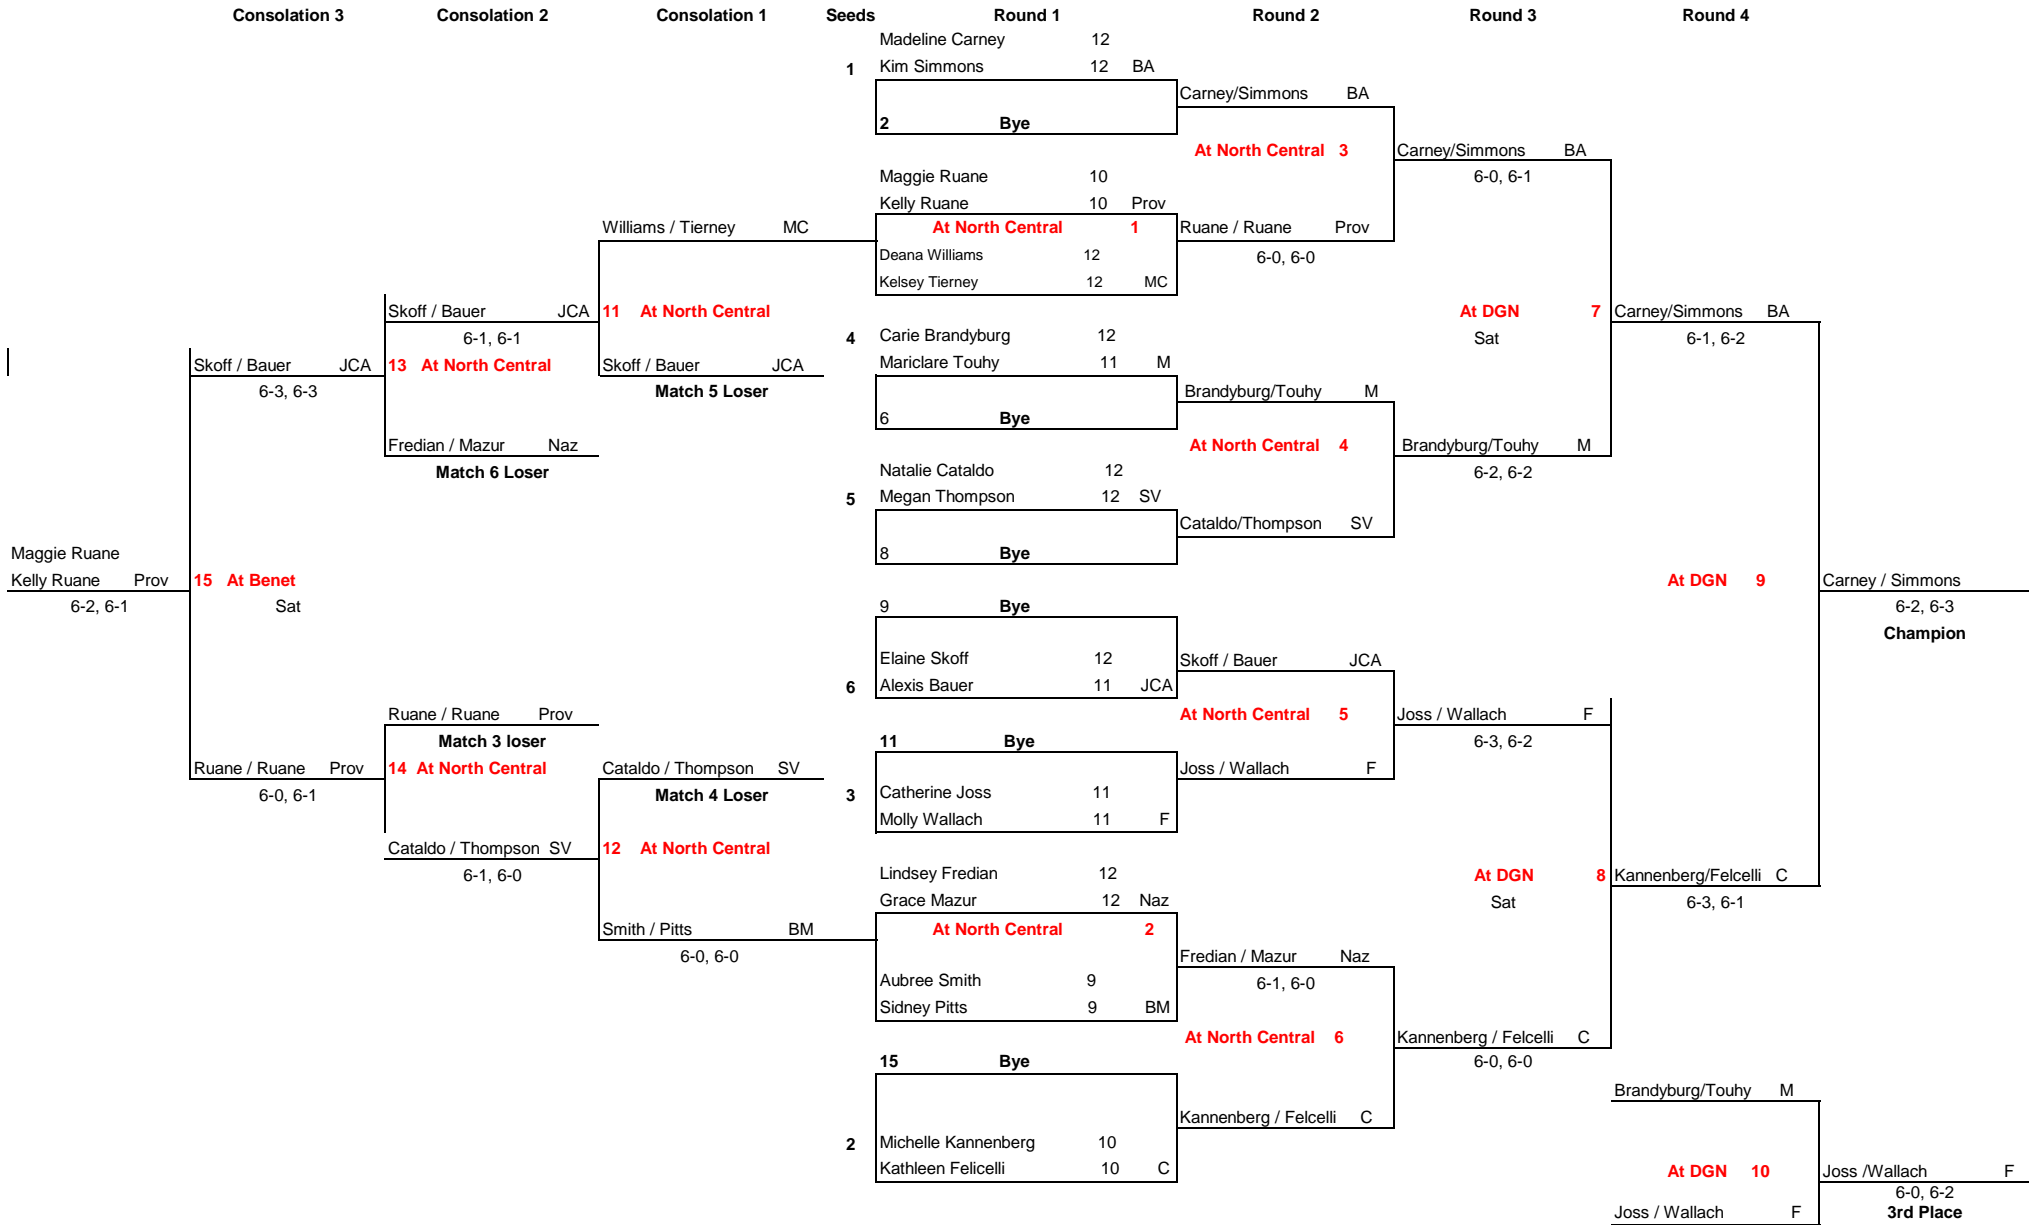 Consolation 3 Consolation 2 Consolation 1 Seeds Round 1 Round 2 Round 3 Round 4
Madeline Carney 12
1 Kim Simmons 12 BA
Carney/Simmons BA
2 Bye
At North Central 3 Carney/Simmons BA
Maggie Ruane 10 6-0, 6-1
Kelly Ruane 10 Prov
Williams / Tierney MC At North Central 1 Ruane / Ruane Prov
Deana Williams 12 6-0, 6-0
Kelsey Tierney 12 MC
Skoff / Bauer JCA 11 At North Central At DGN 7 Carney/Simmons BA
6-1, 6-1 4 Carie Brandyburg 12 Sat 6-1, 6-2
Skoff / Bauer JCA 13 At North Central Skoff / Bauer JCA Mariclare Touhy 11 M
6-3, 6-3 Match 5 Loser Brandyburg/Touhy M
6 Bye
Fredian / Mazur Naz At North Central 4 Brandyburg/Touhy M
Match 6 Loser Natalie Cataldo 12 6-2, 6-2
5 Megan Thompson 12 SV
Cataldo/Thompson SV
Maggie Ruane 8 Bye
Kelly Ruane Prov 15 At Benet At DGN 9 Carney / Simmons
6-2, 6-1 Sat 9 Bye 6-2, 6-3
Champion
Elaine Skoff 12 Skoff / Bauer JCA
6 Alexis Bauer 11 JCA
Ruane / Ruane Prov At North Central 5 Joss / Wallach F
Match 3 loser 11 Bye 6-3, 6-2
Ruane / Ruane Prov 14 At North Central Cataldo / Thompson SV Joss / Wallach F
6-0, 6-1 Match 4 Loser 3 Catherine Joss 11
Molly Wallach 11 F
Cataldo / Thompson SV 12 At North Central
6-1, 6-0 Lindsey Fredian 12 At DGN 8 Kannenberg/Felcelli C
Grace Mazur 12 Naz Sat 6-3, 6-1
Smith / Pitts BM At North Central 2
6-0, 6-0 Fredian / Mazur Naz
Aubree Smith 9 6-1, 6-0
Sidney Pitts 9 BM
At North Central 6 Kannenberg / Felcelli C
15 Bye 6-0, 6-0
Brandyburg/Touhy M
Kannenberg / Felcelli C
2 Michelle Kannenberg 10
Kathleen Felicelli 10 C At DGN 10 Joss /Wallach F
6-0, 6-2
Joss / Wallach F 3rd Place